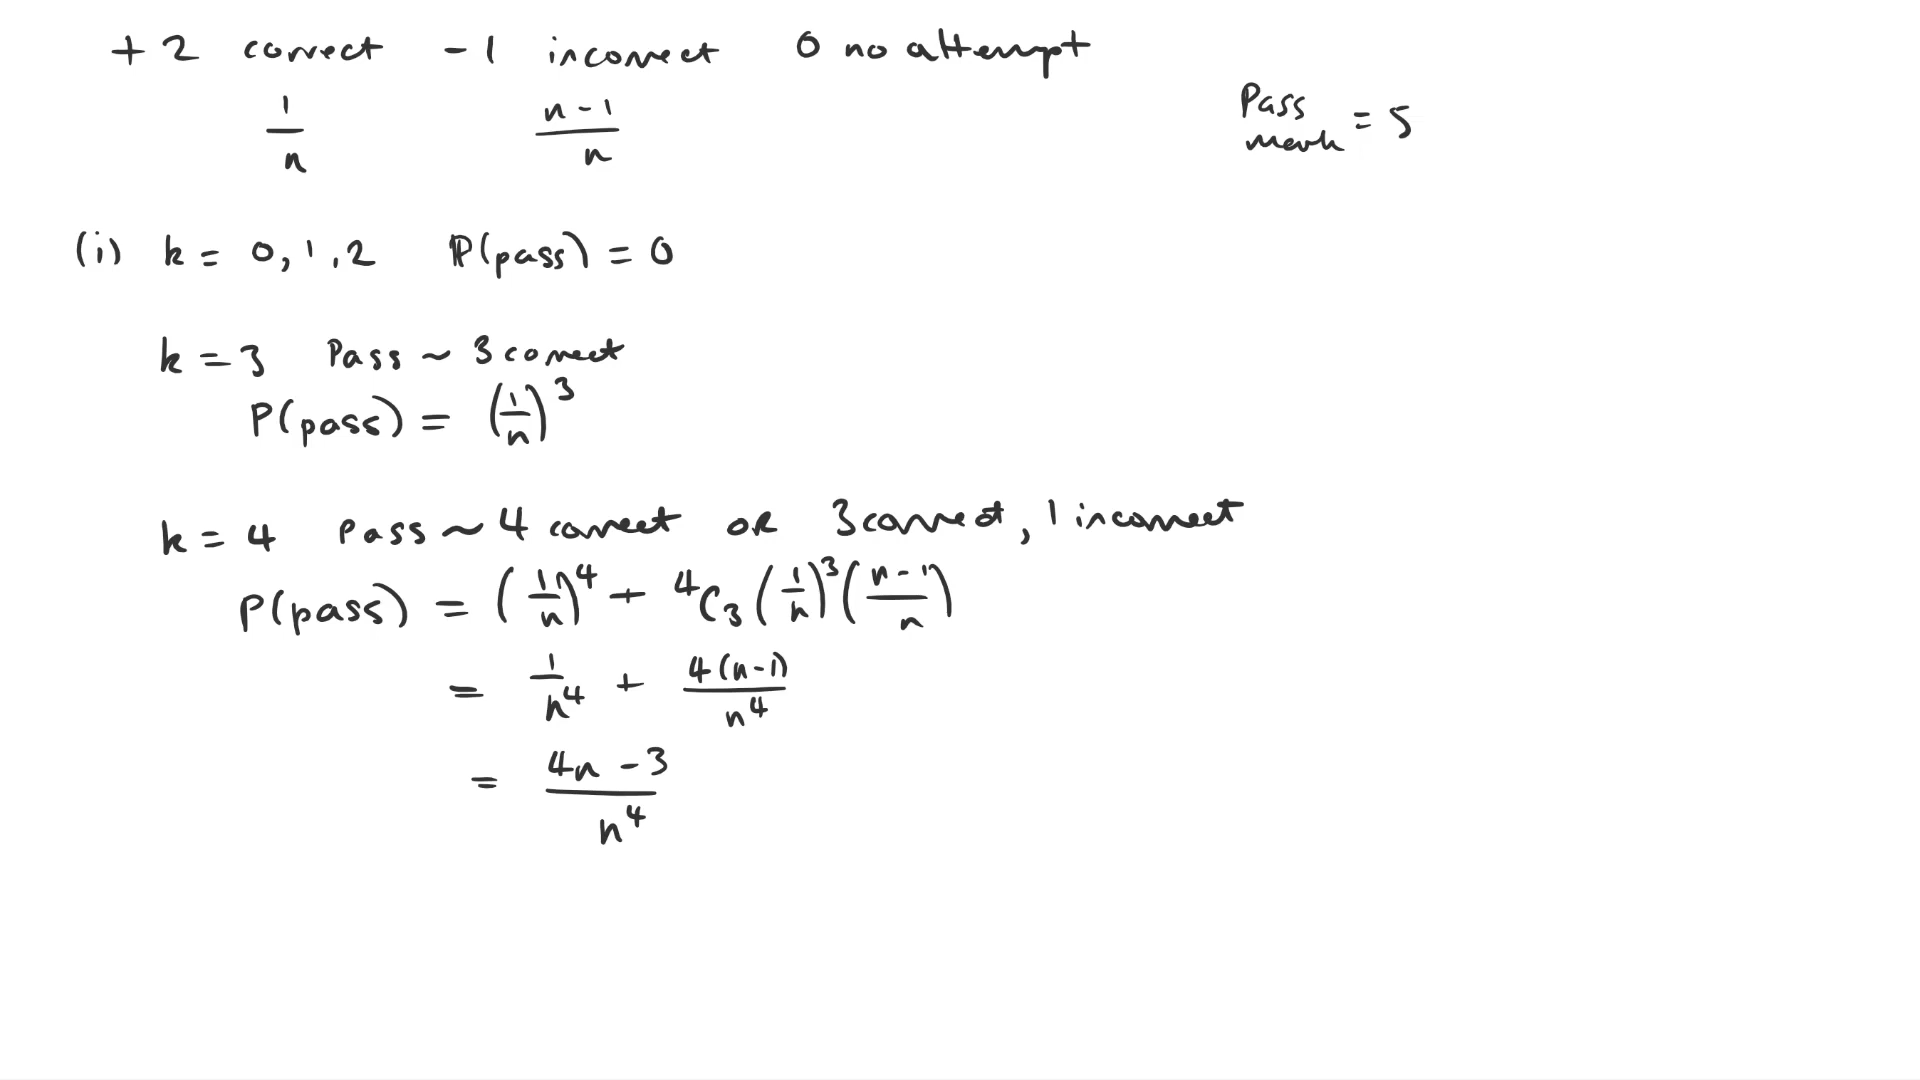 +2 correct -1 incorrect 0 no attempt
1/n (n-1)/n
Pass mark = 5
(i) k = 0, 1, 2 P(pass) = 0
k = 3 Pass ~ 3 correct
P(pass) = (1/n)^3
k = 4 Pass ~ 4 correct OR 3 correct, 1 incorrect
P(pass) = (1/n)^4 + ^4C_3 (1/n)^3 ((n-1)/n)
= 1/n^4 + 4(n-1)/n^4
= (4n - 3)/n^4